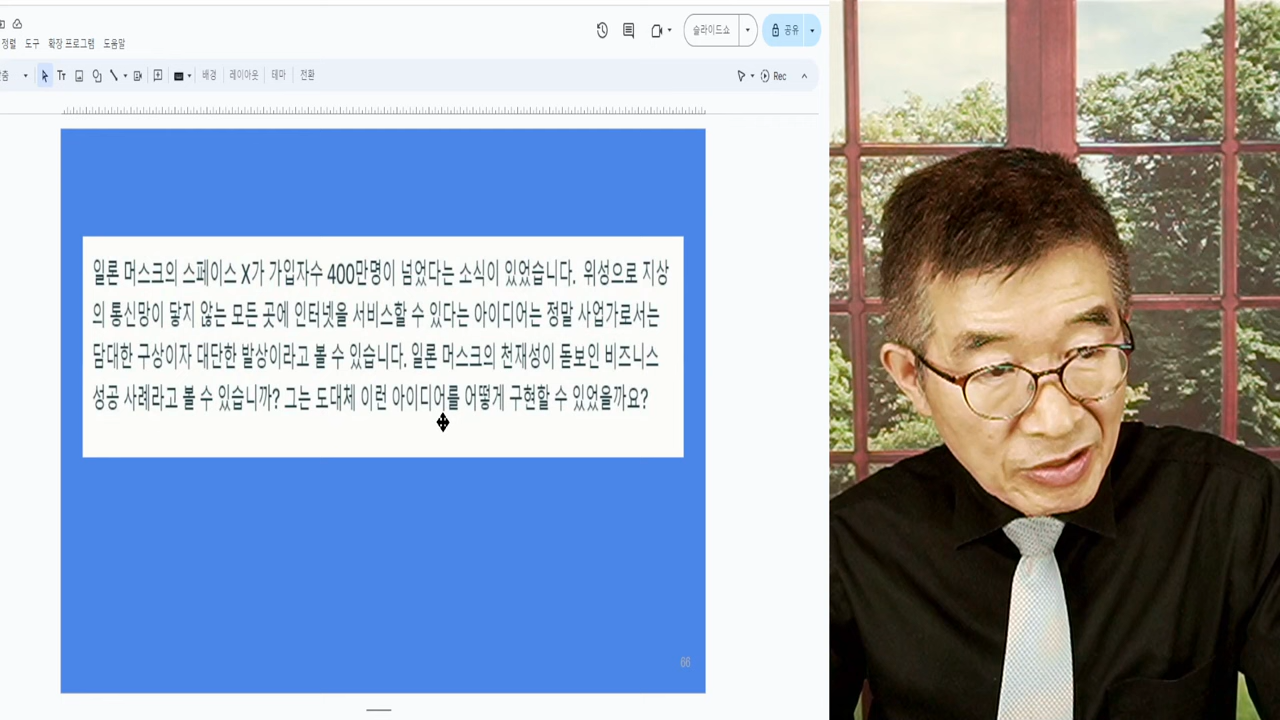 정렬 도구 확장 프로그램 도움말
슬라이드쇼
공유
배경 레이아웃 테마 전환
Rec
일론 머스크의 스페이스 X가 가입자수 400만명이 넘었다는 소식이 있었습니다. 위성으로 지상
의 통신망이 닿지 않는 모든 곳에 인터넷을 서비스할 수 있다는 아이디어는 정말 사업가로서는
담대한 구상이자 대단한 발상이라고 볼 수 있습니다. 일론 머스크의 천재성이 돋보인 비즈니스
성공 사례라고 볼 수 있습니까? 그는 도대체 이런 아이디어를 어떻게 구현할 수 있었을까요?
66